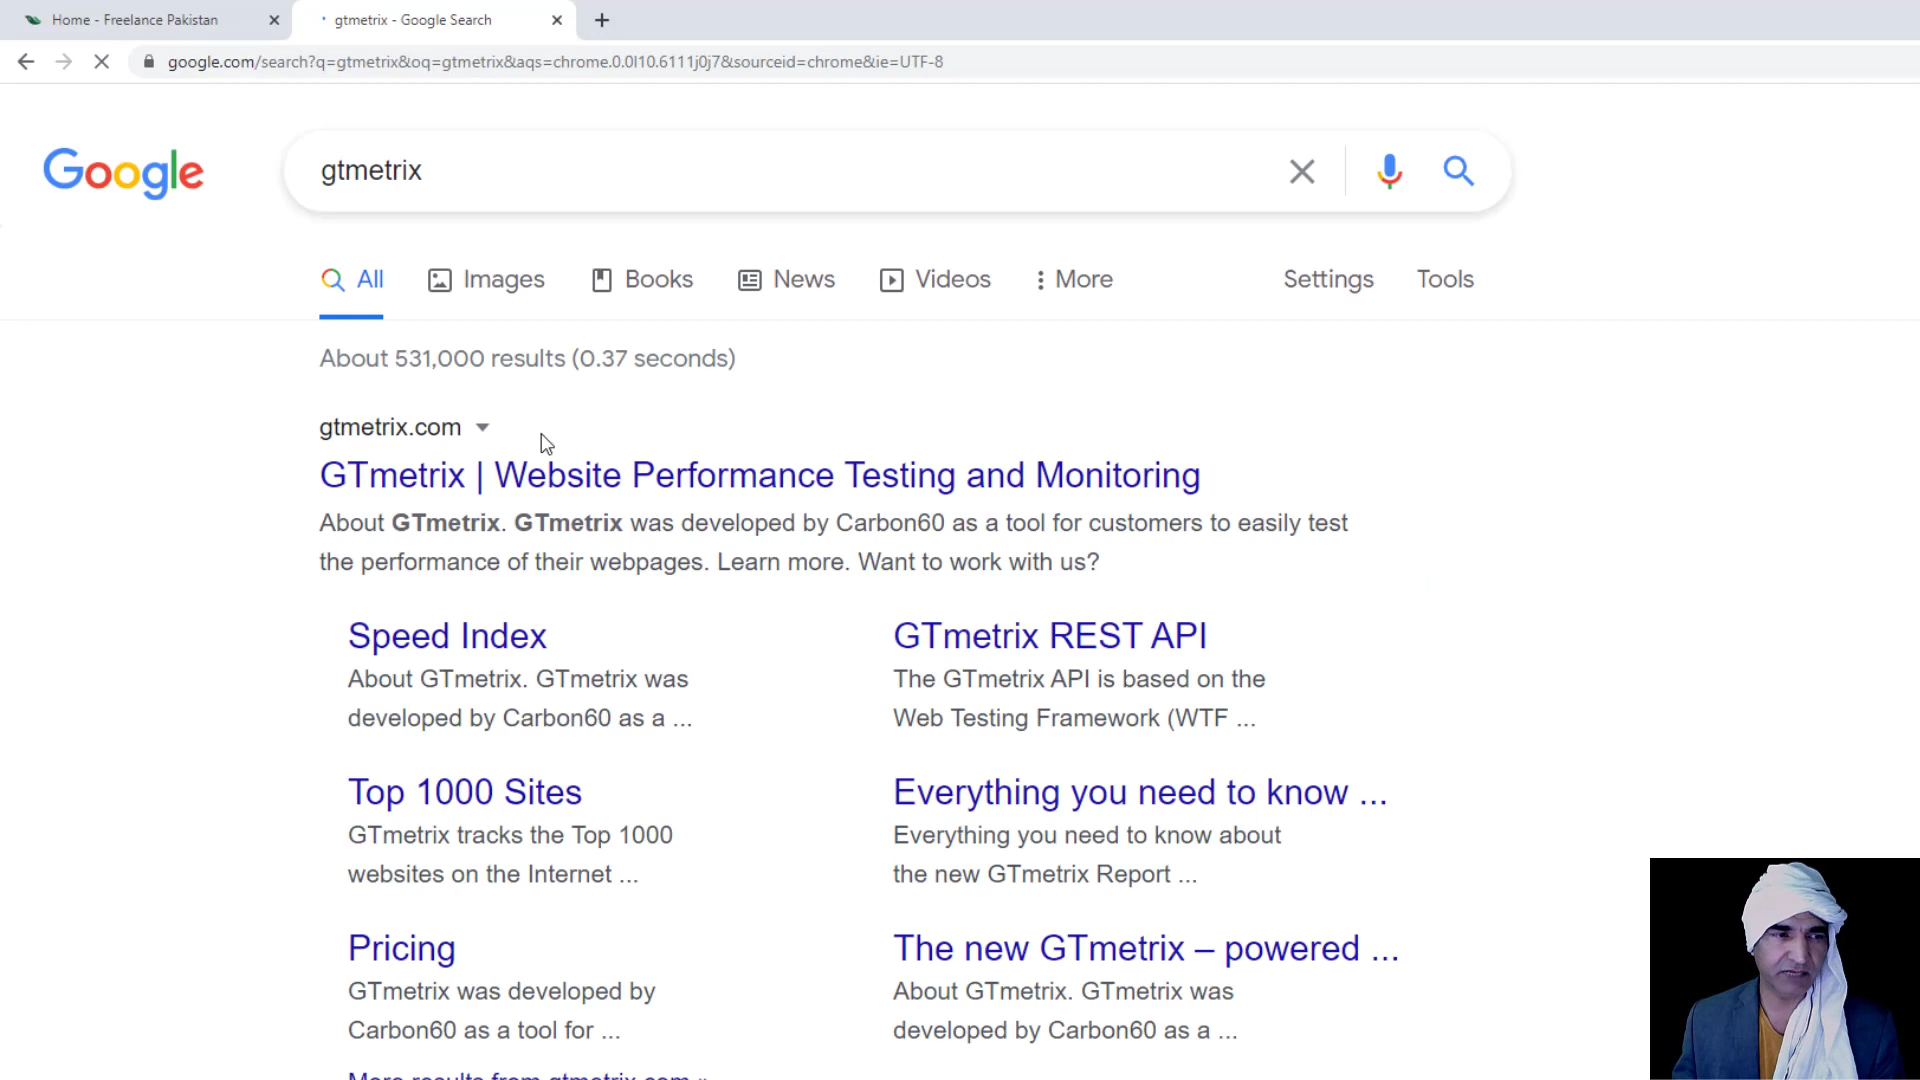 Home - Freelance Pakistan
gtmetrix - Google Search
google.com/search?q=gtmetrix&oq=gtmetrix&aqs=chrome.0.0l10.6111j0j7&sourceid=chrome&ie=UTF-8
Google
gtmetrix
All Images Books News Videos More Settings Tools
About 531,000 results (0.37 seconds)
gtmetrix.com
GTmetrix | Website Performance Testing and Monitoring
About GTmetrix. GTmetrix was developed by Carbon60 as a tool for customers to easily test
the performance of their webpages. Learn more. Want to work with us?
Speed Index
About GTmetrix. GTmetrix was
developed by Carbon60 as a ...
GTmetrix REST API
The GTmetrix API is based on the
Web Testing Framework (WTF ...
Top 1000 Sites
GTmetrix tracks the Top 1000
websites on the Internet ...
Everything you need to know ...
Everything you need to know about
the new GTmetrix Report ...
Pricing
GTmetrix was developed by
Carbon60 as a tool for ...
The new GTmetrix – powered ...
About GTmetrix. GTmetrix was
developed by Carbon60 as a ...
More results from gtmetrix.com »